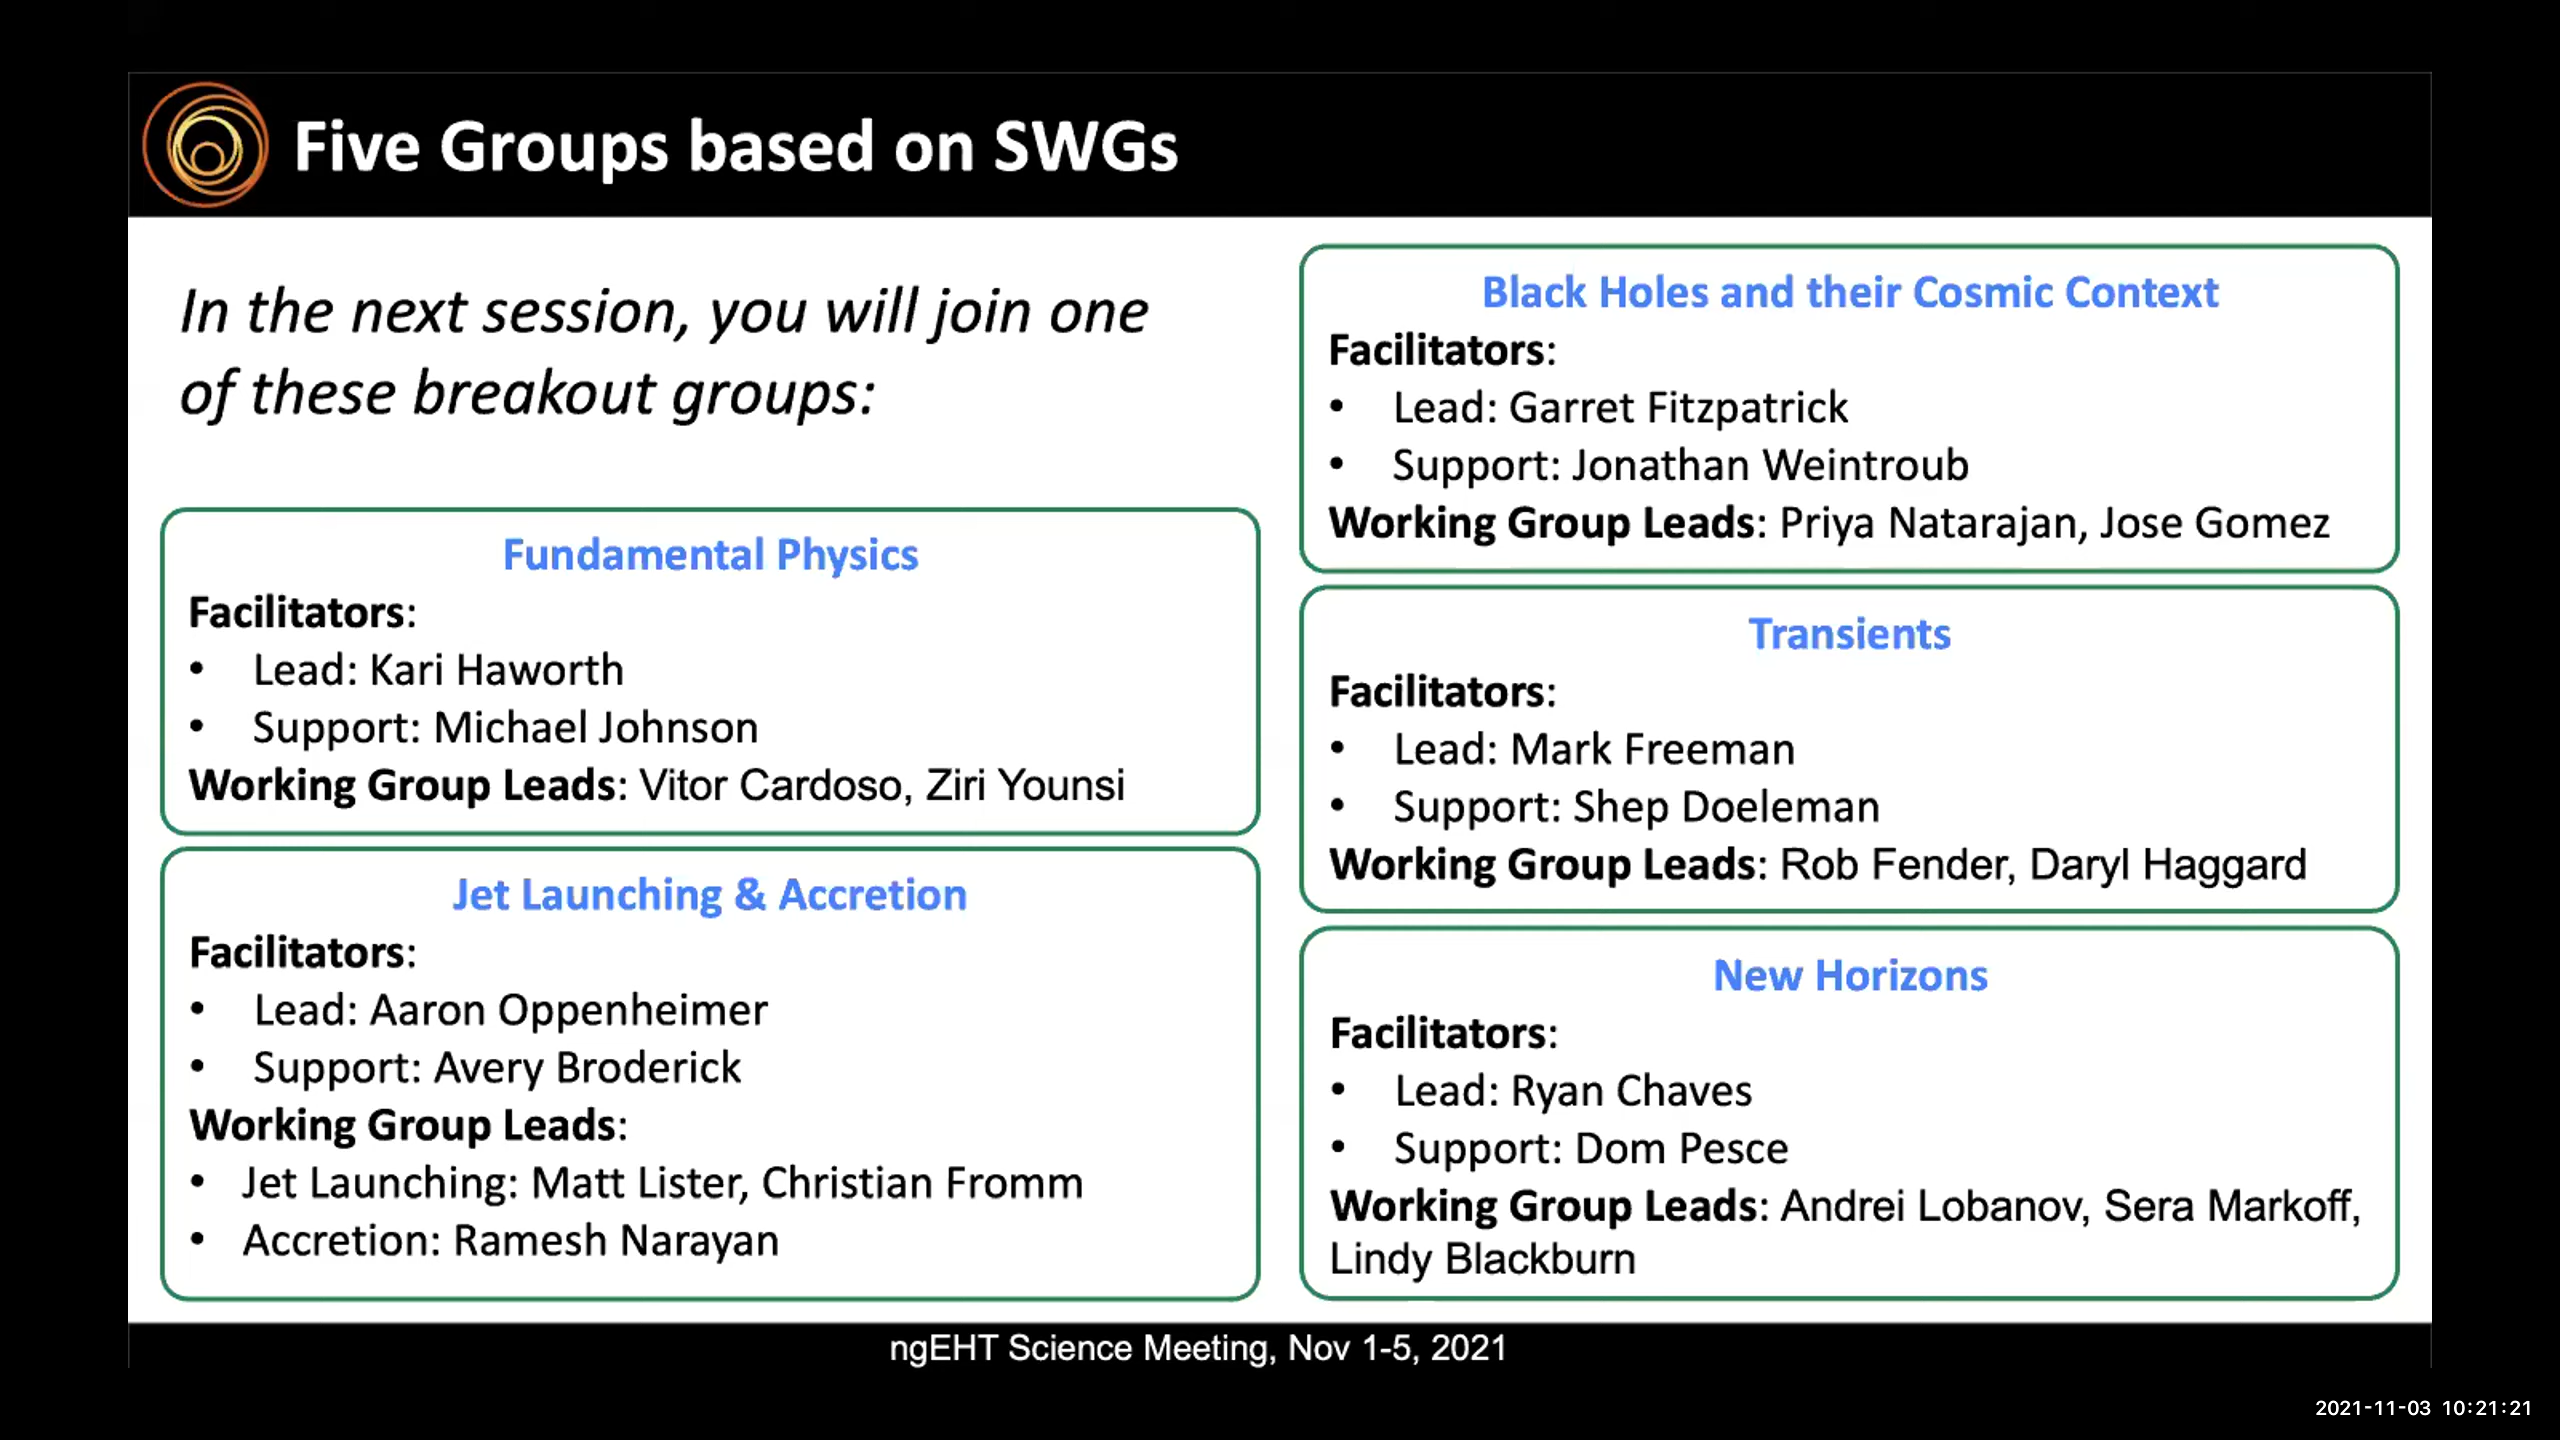 Five Groups based on SWGs
In the next session, you will join one
of these breakout groups:
Fundamental Physics
Facilitators:
• Lead: Kari Haworth
• Support: Michael Johnson
Working Group Leads: Vitor Cardoso, Ziri Younsi
Jet Launching & Accretion
Facilitators:
• Lead: Aaron Oppenheimer
• Support: Avery Broderick
Working Group Leads:
• Jet Launching: Matt Lister, Christian Fromm
• Accretion: Ramesh Narayan
Black Holes and their Cosmic Context
Facilitators:
• Lead: Garret Fitzpatrick
• Support: Jonathan Weintroub
Working Group Leads: Priya Natarajan, Jose Gomez
Transients
Facilitators:
• Lead: Mark Freeman
• Support: Shep Doeleman
Working Group Leads: Rob Fender, Daryl Haggard
New Horizons
Facilitators:
• Lead: Ryan Chaves
• Support: Dom Pesce
Working Group Leads: Andrei Lobanov, Sera Markoff,
Lindy Blackburn
ngEHT Science Meeting, Nov 1-5, 2021
2021-11-03 10:21:21